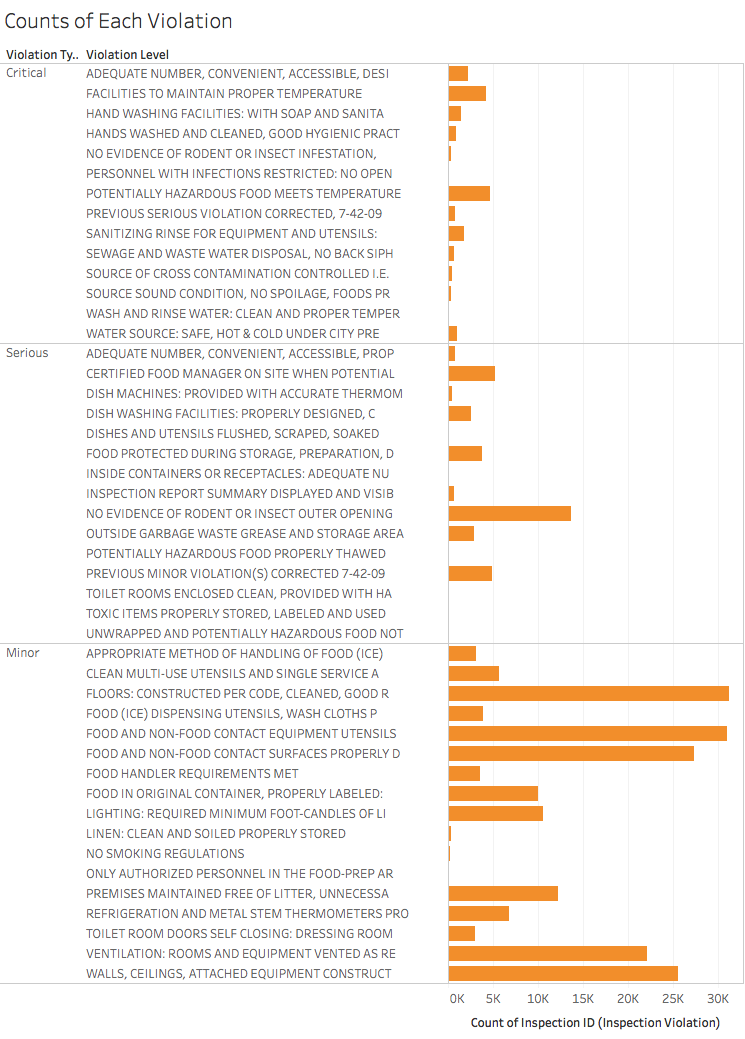 Counts of Each Violation
Violation Ty.. Violation Level
Critical ADEQUATE NUMBER, CONVENIENT, ACCESSIBLE, DESI
FACILITIES TO MAINTAIN PROPER TEMPERATURE
HAND WASHING FACILITIES: WITH SOAP AND SANITA
HANDS WASHED AND CLEANED, GOOD HYGIENIC PRACT
NO EVIDENCE OF RODENT OR INSECT INFESTATION,
PERSONNEL WITH INFECTIONS RESTRICTED: NO OPEN
POTENTIALLY HAZARDOUS FOOD MEETS TEMPERATURE
PREVIOUS SERIOUS VIOLATION CORRECTED, 7-42-09
SANITIZING RINSE FOR EQUIPMENT AND UTENSILS:
SEWAGE AND WASTE WATER DISPOSAL, NO BACK SIPH
SOURCE OF CROSS CONTAMINATION CONTROLLED I.E.
SOURCE SOUND CONDITION, NO SPOILAGE, FOODS PR
WASH AND RINSE WATER: CLEAN AND PROPER TEMPER
WATER SOURCE: SAFE, HOT & COLD UNDER CITY PRE
Serious ADEQUATE NUMBER, CONVENIENT, ACCESSIBLE, PROP
CERTIFIED FOOD MANAGER ON SITE WHEN POTENTIAL
DISH MACHINES: PROVIDED WITH ACCURATE THERMOM
DISH WASHING FACILITIES: PROPERLY DESIGNED, C
DISHES AND UTENSILS FLUSHED, SCRAPED, SOAKED
FOOD PROTECTED DURING STORAGE, PREPARATION, D
INSIDE CONTAINERS OR RECEPTACLES: ADEQUATE NU
INSPECTION REPORT SUMMARY DISPLAYED AND VISIB
NO EVIDENCE OF RODENT OR INSECT OUTER OPENING
OUTSIDE GARBAGE WASTE GREASE AND STORAGE AREA
POTENTIALLY HAZARDOUS FOOD PROPERLY THAWED
PREVIOUS MINOR VIOLATION(S) CORRECTED 7-42-09
TOILET ROOMS ENCLOSED CLEAN, PROVIDED WITH HA
TOXIC ITEMS PROPERLY STORED, LABELED AND USED
UNWRAPPED AND POTENTIALLY HAZARDOUS FOOD NOT
Minor APPROPRIATE METHOD OF HANDLING OF FOOD (ICE)
CLEAN MULTI-USE UTENSILS AND SINGLE SERVICE A
FLOORS: CONSTRUCTED PER CODE, CLEANED, GOOD R
FOOD (ICE) DISPENSING UTENSILS, WASH CLOTHS P
FOOD AND NON-FOOD CONTACT EQUIPMENT UTENSILS
FOOD AND NON-FOOD CONTACT SURFACES PROPERLY D
FOOD HANDLER REQUIREMENTS MET
FOOD IN ORIGINAL CONTAINER, PROPERLY LABELED:
LIGHTING: REQUIRED MINIMUM FOOT-CANDLES OF LI
LINEN: CLEAN AND SOILED PROPERLY STORED
NO SMOKING REGULATIONS
ONLY AUTHORIZED PERSONNEL IN THE FOOD-PREP AR
PREMISES MAINTAINED FREE OF LITTER, UNNECESSA
REFRIGERATION AND METAL STEM THERMOMETERS PRO
TOILET ROOM DOORS SELF CLOSING: DRESSING ROOM
VENTILATION: ROOMS AND EQUIPMENT VENTED AS RE
WALLS, CEILINGS, ATTACHED EQUIPMENT CONSTRUCT
0K 5K 10K 15K 20K 25K 30K
Count of Inspection ID (Inspection Violation)